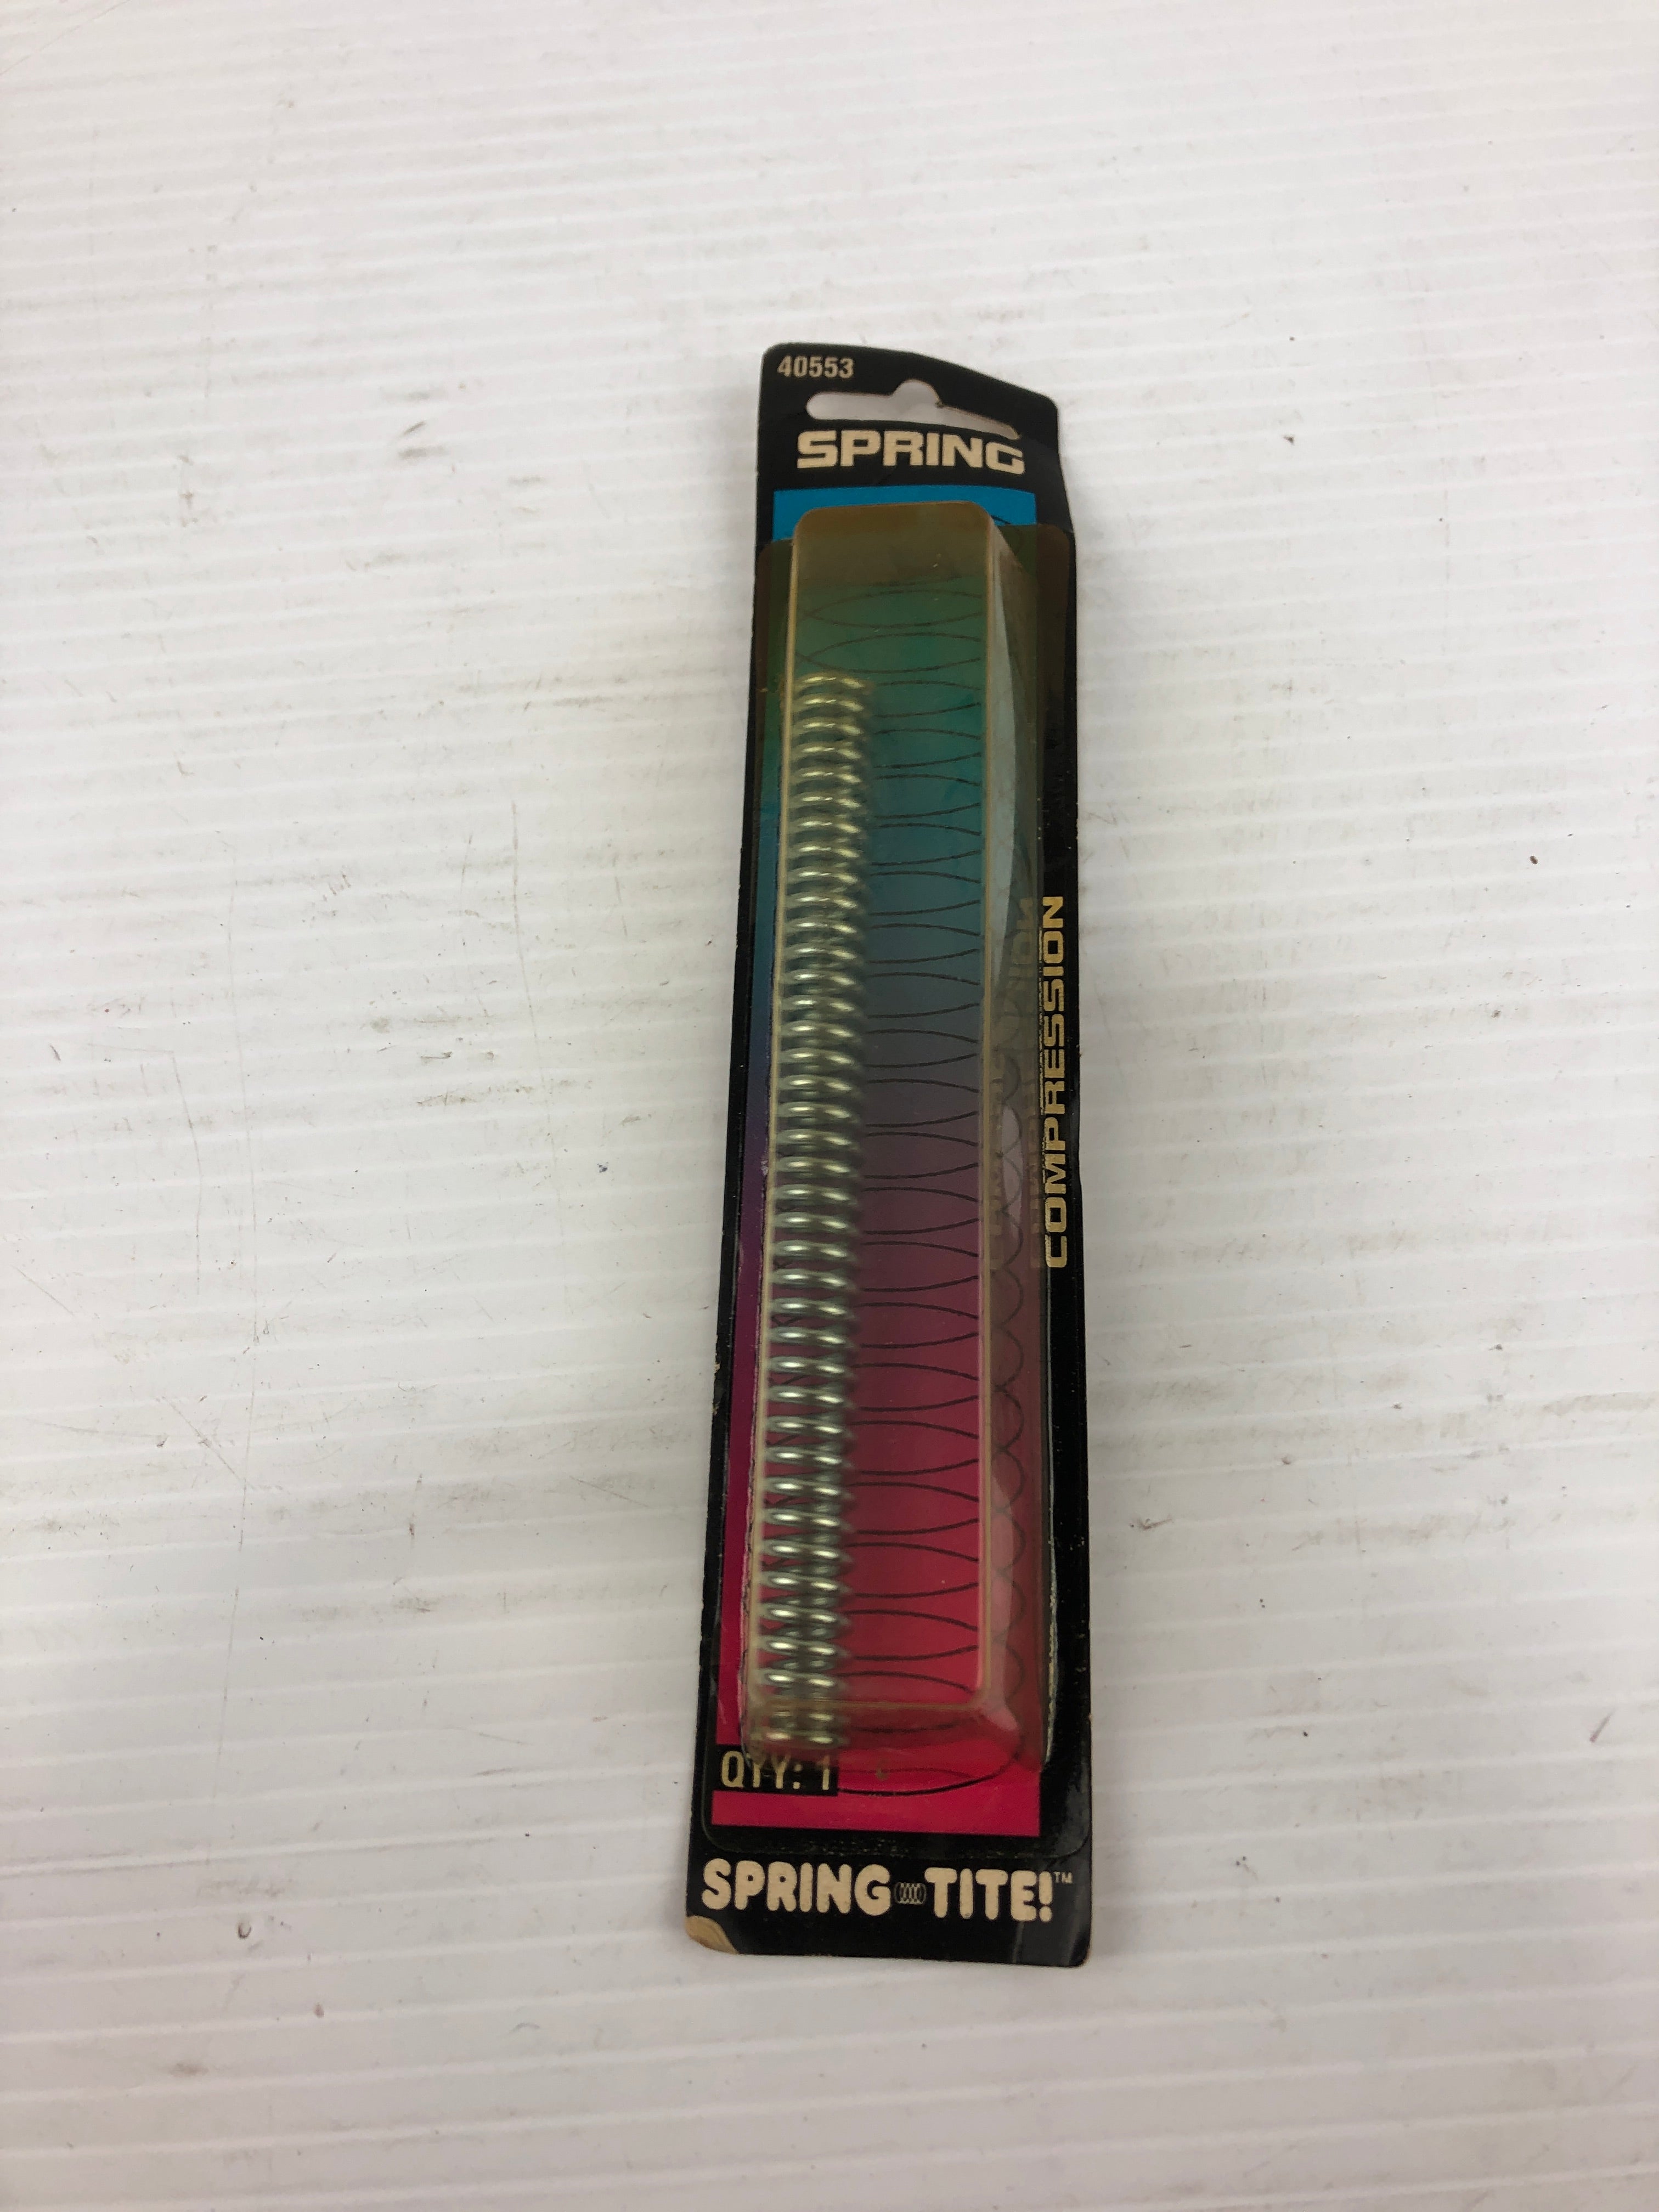 40553
SPRING
COMPRESSION
QTY: 1
SPRING TITE!™